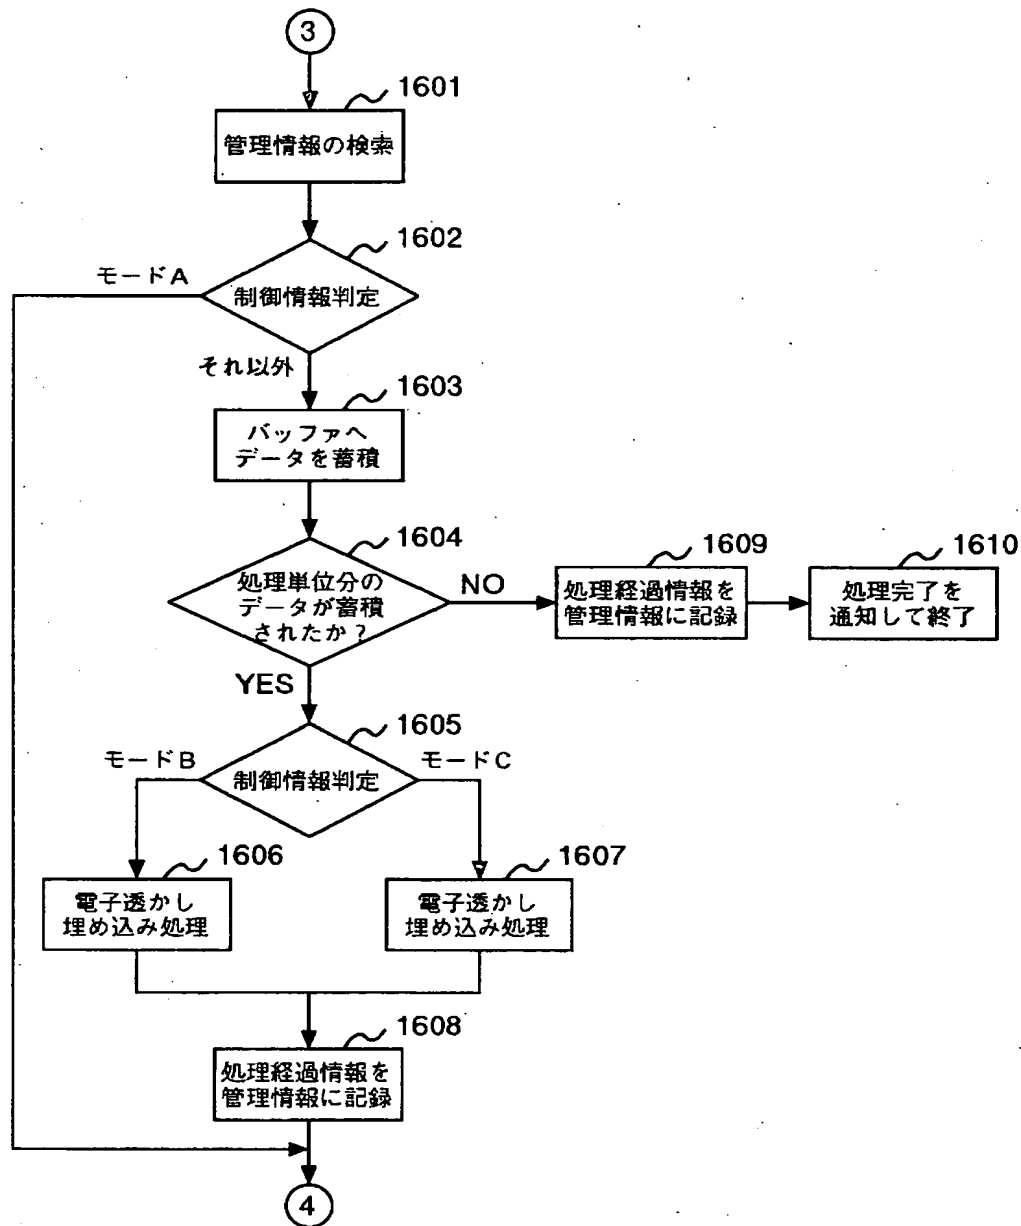 3
1601
管理情報の検索
1602
モードA
制御情報判定
それ以外
1603
バッファへ
データを蓄積
1604
処理単位分の
データが蓄積
されたか?
NO
1609
処理経過情報を
管理情報に記録
1610
処理完了を
通知して終了
YES
1605
モードB
制御情報判定
モードC
1606
電子透かし
埋め込み処理
1607
電子透かし
埋め込み処理
1608
処理経過情報を
管理情報に記録
4